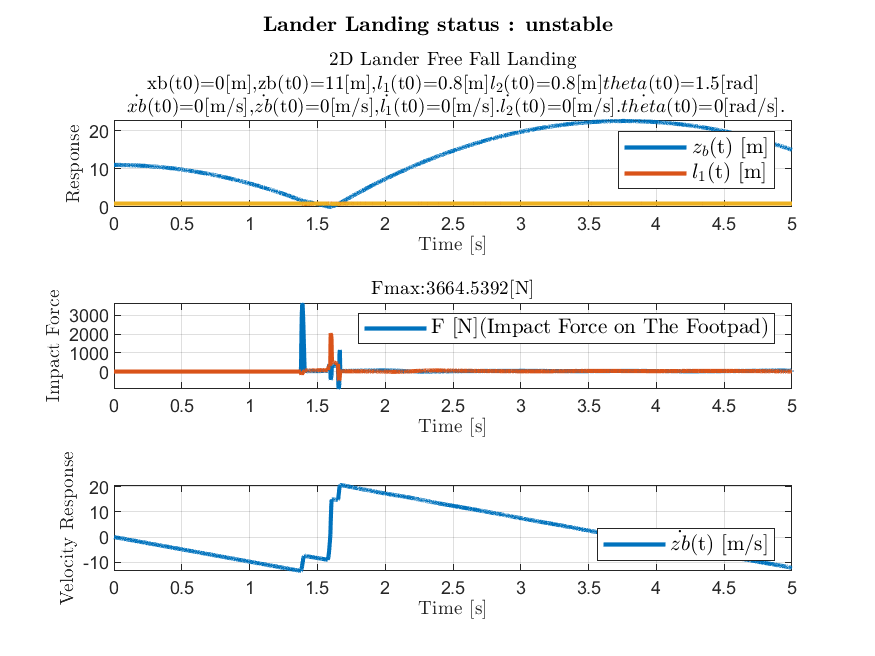 Lander Landing status : unstable
2D Lander Free Fall Landing
xb(t0)=0[m],zb(t0)=11[m],l₁(t0)=0.8[m]l₂(t0)=0.8[m]theta(t0)=1.5[rad]
ẋb(t0)=0[m/s],żb(t0)=0[m/s],l̇₁(t0)=0[m/s].l̇₂(t0)=0[m/s].thėta(t0)=0[rad/s].
Response
20
10
0
z_b(t) [m]
l₁(t) [m]
0 0.5 1 1.5 2 2.5 3 3.5 4 4.5 5
Time [s]
Fmax:3664.5392[N]
Impact Force
3000
2000
1000
0
F [N](Impact Force on The Footpad)
0 0.5 1 1.5 2 2.5 3 3.5 4 4.5 5
Time [s]
Velocity Response
20
10
0
-10
żb(t) [m/s]
0 0.5 1 1.5 2 2.5 3 3.5 4 4.5 5
Time [s]